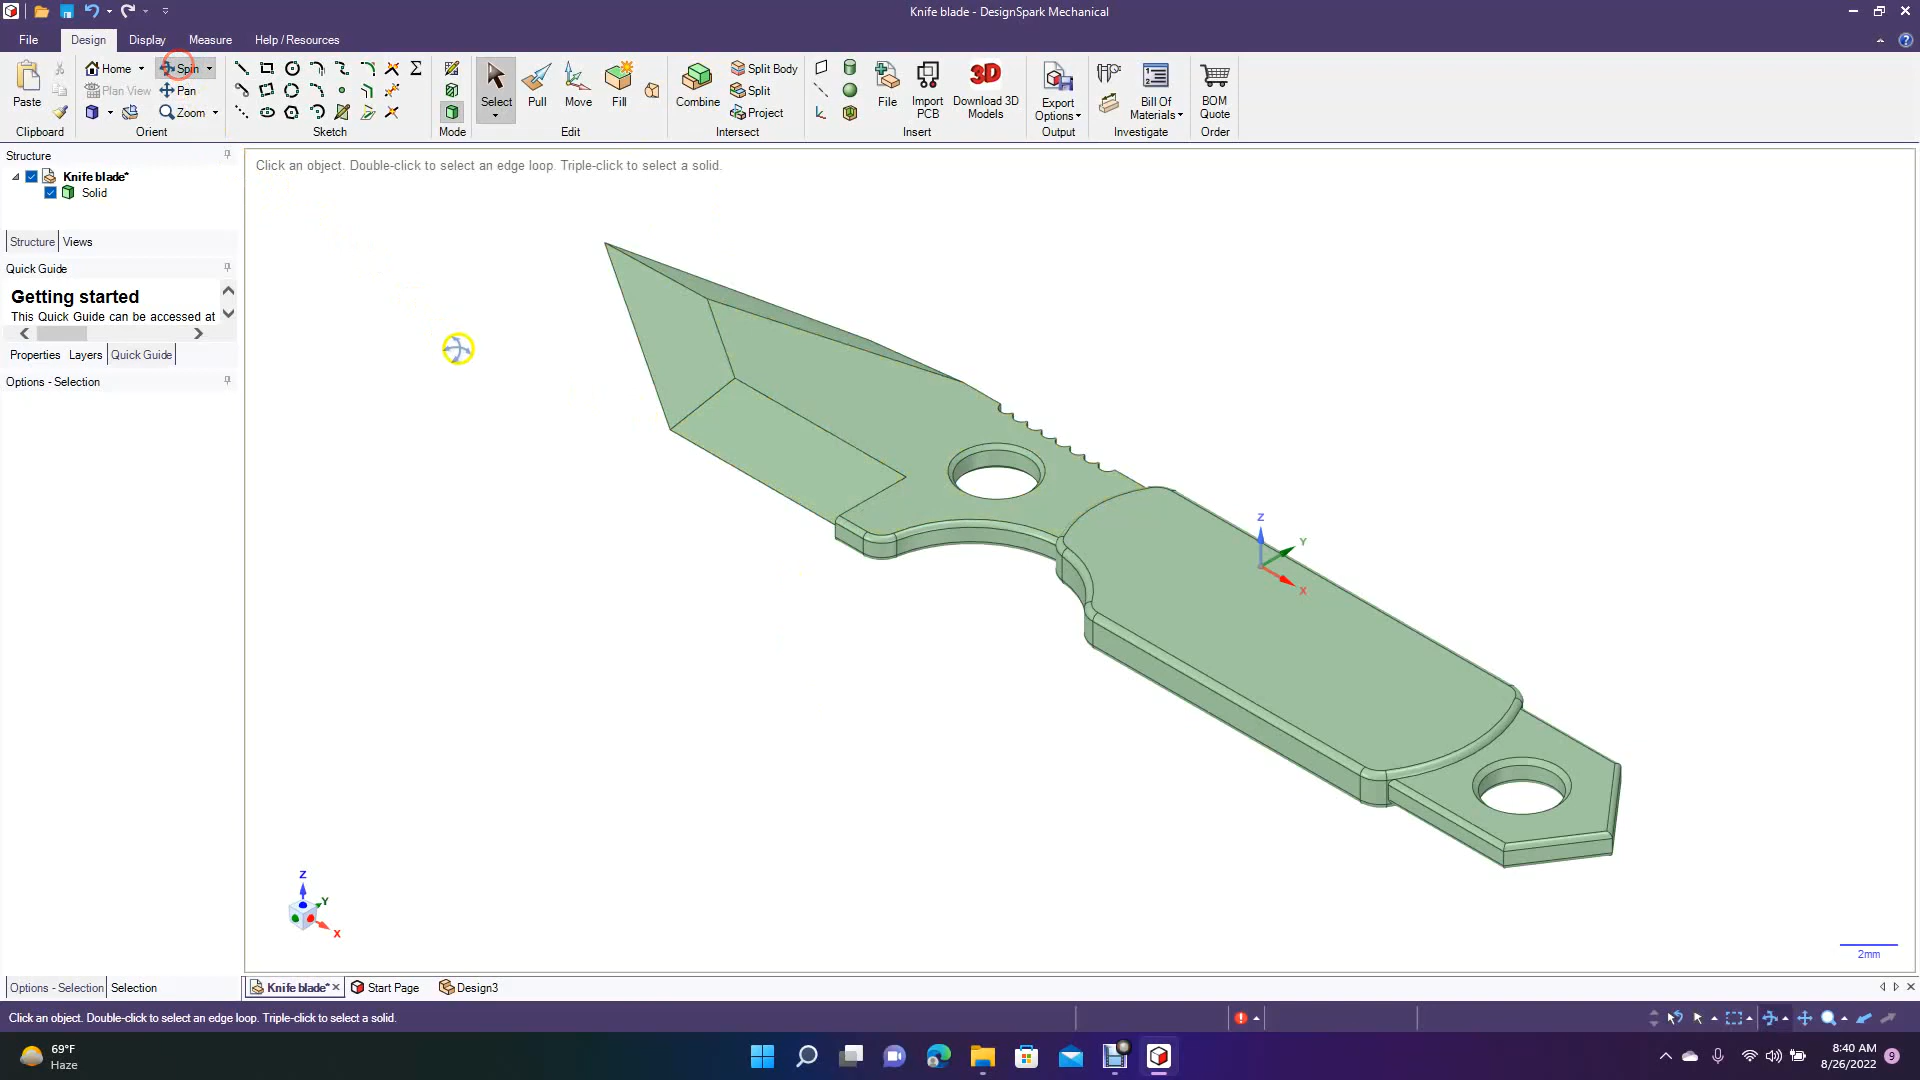 Knife blade - DesignSpark Mechanical
File Design Display Measure Help / Resources
Paste
Home Spin
Plan View Pan
Zoom
Select Pull Move Fill
Combine
Split Body
Split
Project
File
Import PCB
Download 3D Models
3D
Export Options
Bill Of Materials
BOM Quote
Clipboard Orient Sketch Mode Edit Intersect Insert Output Investigate Order
Structure
Knife blade*
Solid
Structure Views
Quick Guide
Getting started
This Quick Guide can be accessed at
Properties Layers Quick Guide
Options - Selection
Click an object. Double-click to select an edge loop. Triple-click to select a solid.
Z
Y
X
Z
Y
X
2mm
Options - Selection Selection
Knife blade* Start Page Design3
Click an object. Double-click to select an edge loop. Triple-click to select a solid.
69°F
Haze
8:40 AM
8/26/2022
9